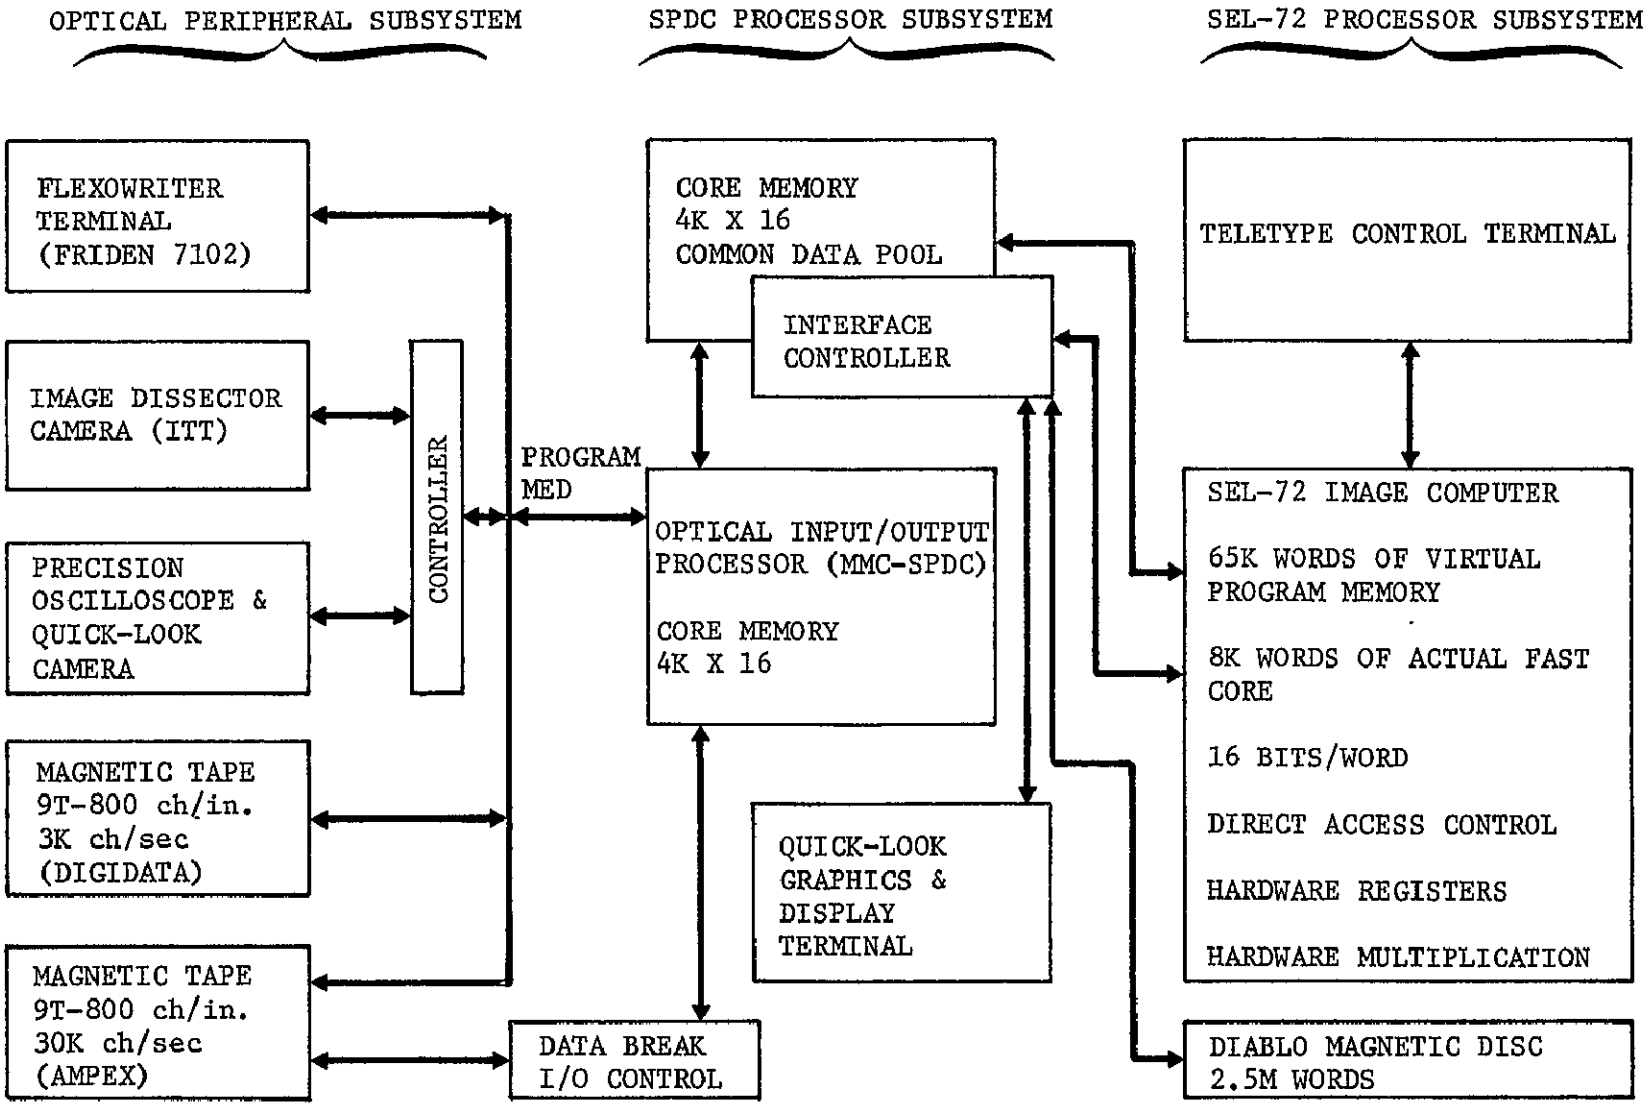 OPTICAL PERIPHERAL SUBSYSTEM
SPDC PROCESSOR SUBSYSTEM
SEL-72 PROCESSOR SUBSYSTEM
FLEXOWRITER
TERMINAL
(FRIDEN 7102)
IMAGE DISSECTOR
CAMERA (ITT)
PRECISION
OSCILLOSCOPE &
QUICK-LOOK
CAMERA
MAGNETIC TAPE
9T-800 ch/in.
3K ch/sec
(DIGIDATA)
MAGNETIC TAPE
9T-800 ch/in.
30K ch/sec
(AMPEX)
CONTROLLER
PROGRAM
MED
CORE MEMORY
4K X 16
COMMON DATA POOL
INTERFACE
CONTROLLER
OPTICAL INPUT/OUTPUT
PROCESSOR (MMC-SPDC)
CORE MEMORY
4K X 16
QUICK-LOOK
GRAPHICS &
DISPLAY
TERMINAL
DATA BREAK
I/O CONTROL
TELETYPE CONTROL TERMINAL
SEL-72 IMAGE COMPUTER
65K WORDS OF VIRTUAL
PROGRAM MEMORY
8K WORDS OF ACTUAL FAST
CORE
16 BITS/WORD
DIRECT ACCESS CONTROL
HARDWARE REGISTERS
HARDWARE MULTIPLICATION
DIABLO MAGNETIC DISC
2.5M WORDS